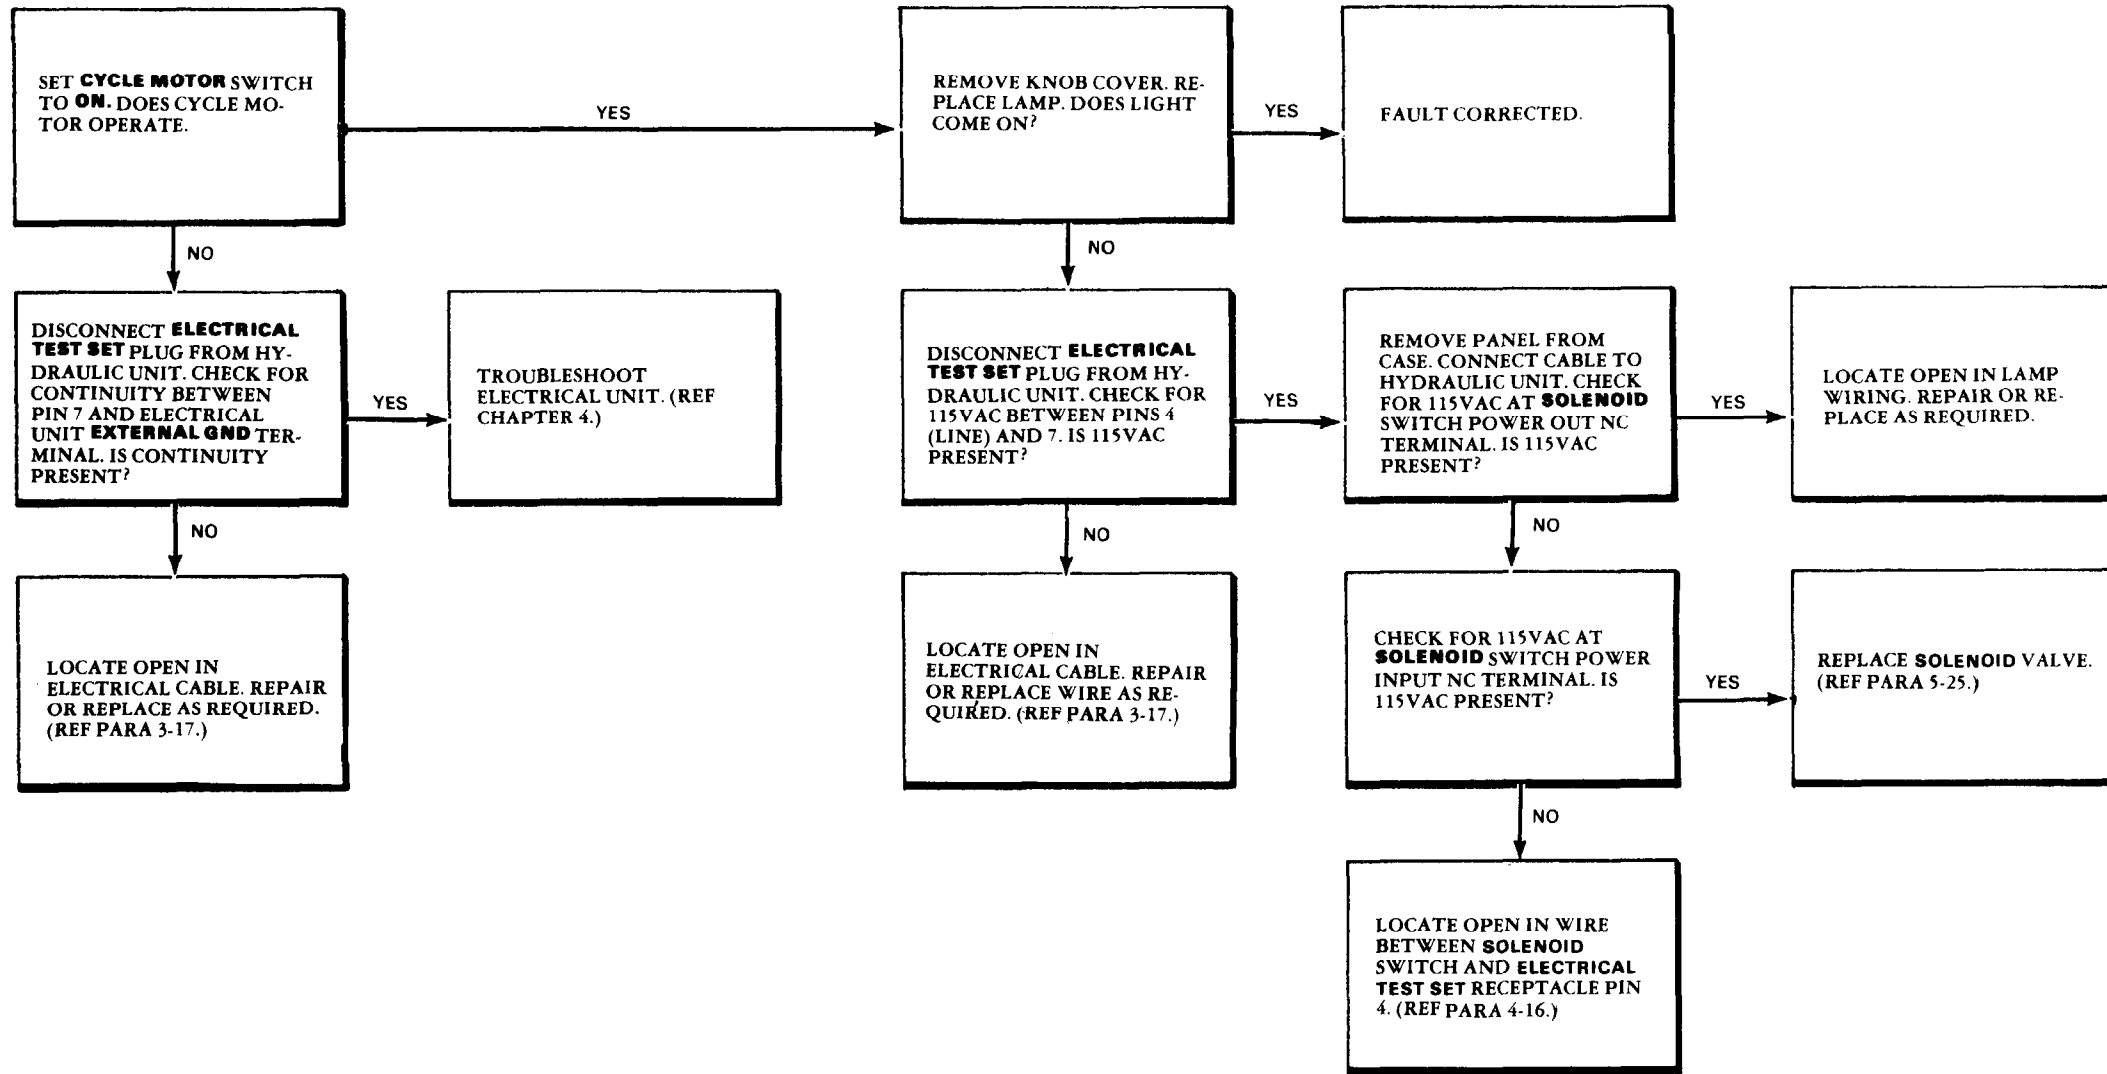 SET CYCLE MOTOR SWITCH
TO ON. DOES CYCLE MO-
TOR OPERATE.
YES
REMOVE KNOB COVER. RE-
PLACE LAMP. DOES LIGHT
COME ON?
YES
FAULT CORRECTED.
NO
NO
DISCONNECT ELECTRICAL
TEST SET PLUG FROM HY-
DRAULIC UNIT. CHECK FOR
CONTINUITY BETWEEN
PIN 7 AND ELECTRICAL
UNIT EXTERNAL GND TER-
MINAL. IS CONTINUITY
PRESENT?
YES
TROUBLESHOOT
ELECTRICAL UNIT. (REF
CHAPTER 4.)
DISCONNECT ELECTRICAL
TEST SET PLUG FROM HY-
DRAULIC UNIT. CHECK FOR
115VAC BETWEEN PINS 4
(LINE) AND 7. IS 115VAC
PRESENT?
YES
REMOVE PANEL FROM
CASE. CONNECT CABLE TO
HYDRAULIC UNIT. CHECK
FOR 115VAC AT SOLENOID
SWITCH POWER OUT NC
TERMINAL. IS 115VAC
PRESENT?
YES
LOCATE OPEN IN LAMP
WIRING. REPAIR OR RE-
PLACE AS REQUIRED.
NO
NO
NO
LOCATE OPEN IN
ELECTRICAL CABLE. REPAIR
OR REPLACE AS REQUIRED.
(REF PARA 3-17.)
LOCATE OPEN IN
ELECTRICAL CABLE. REPAIR
OR REPLACE WIRE AS RE-
QUIRED. (REF PARA 3-17.)
CHECK FOR 115VAC AT
SOLENOID SWITCH POWER
INPUT NC TERMINAL. IS
115VAC PRESENT?
YES
REPLACE SOLENOID VALVE.
(REF PARA 5-25.)
NO
LOCATE OPEN IN WIRE
BETWEEN SOLENOID
SWITCH AND ELECTRICAL
TEST SET RECEPTACLE PIN
4. (REF PARA 4-16.)